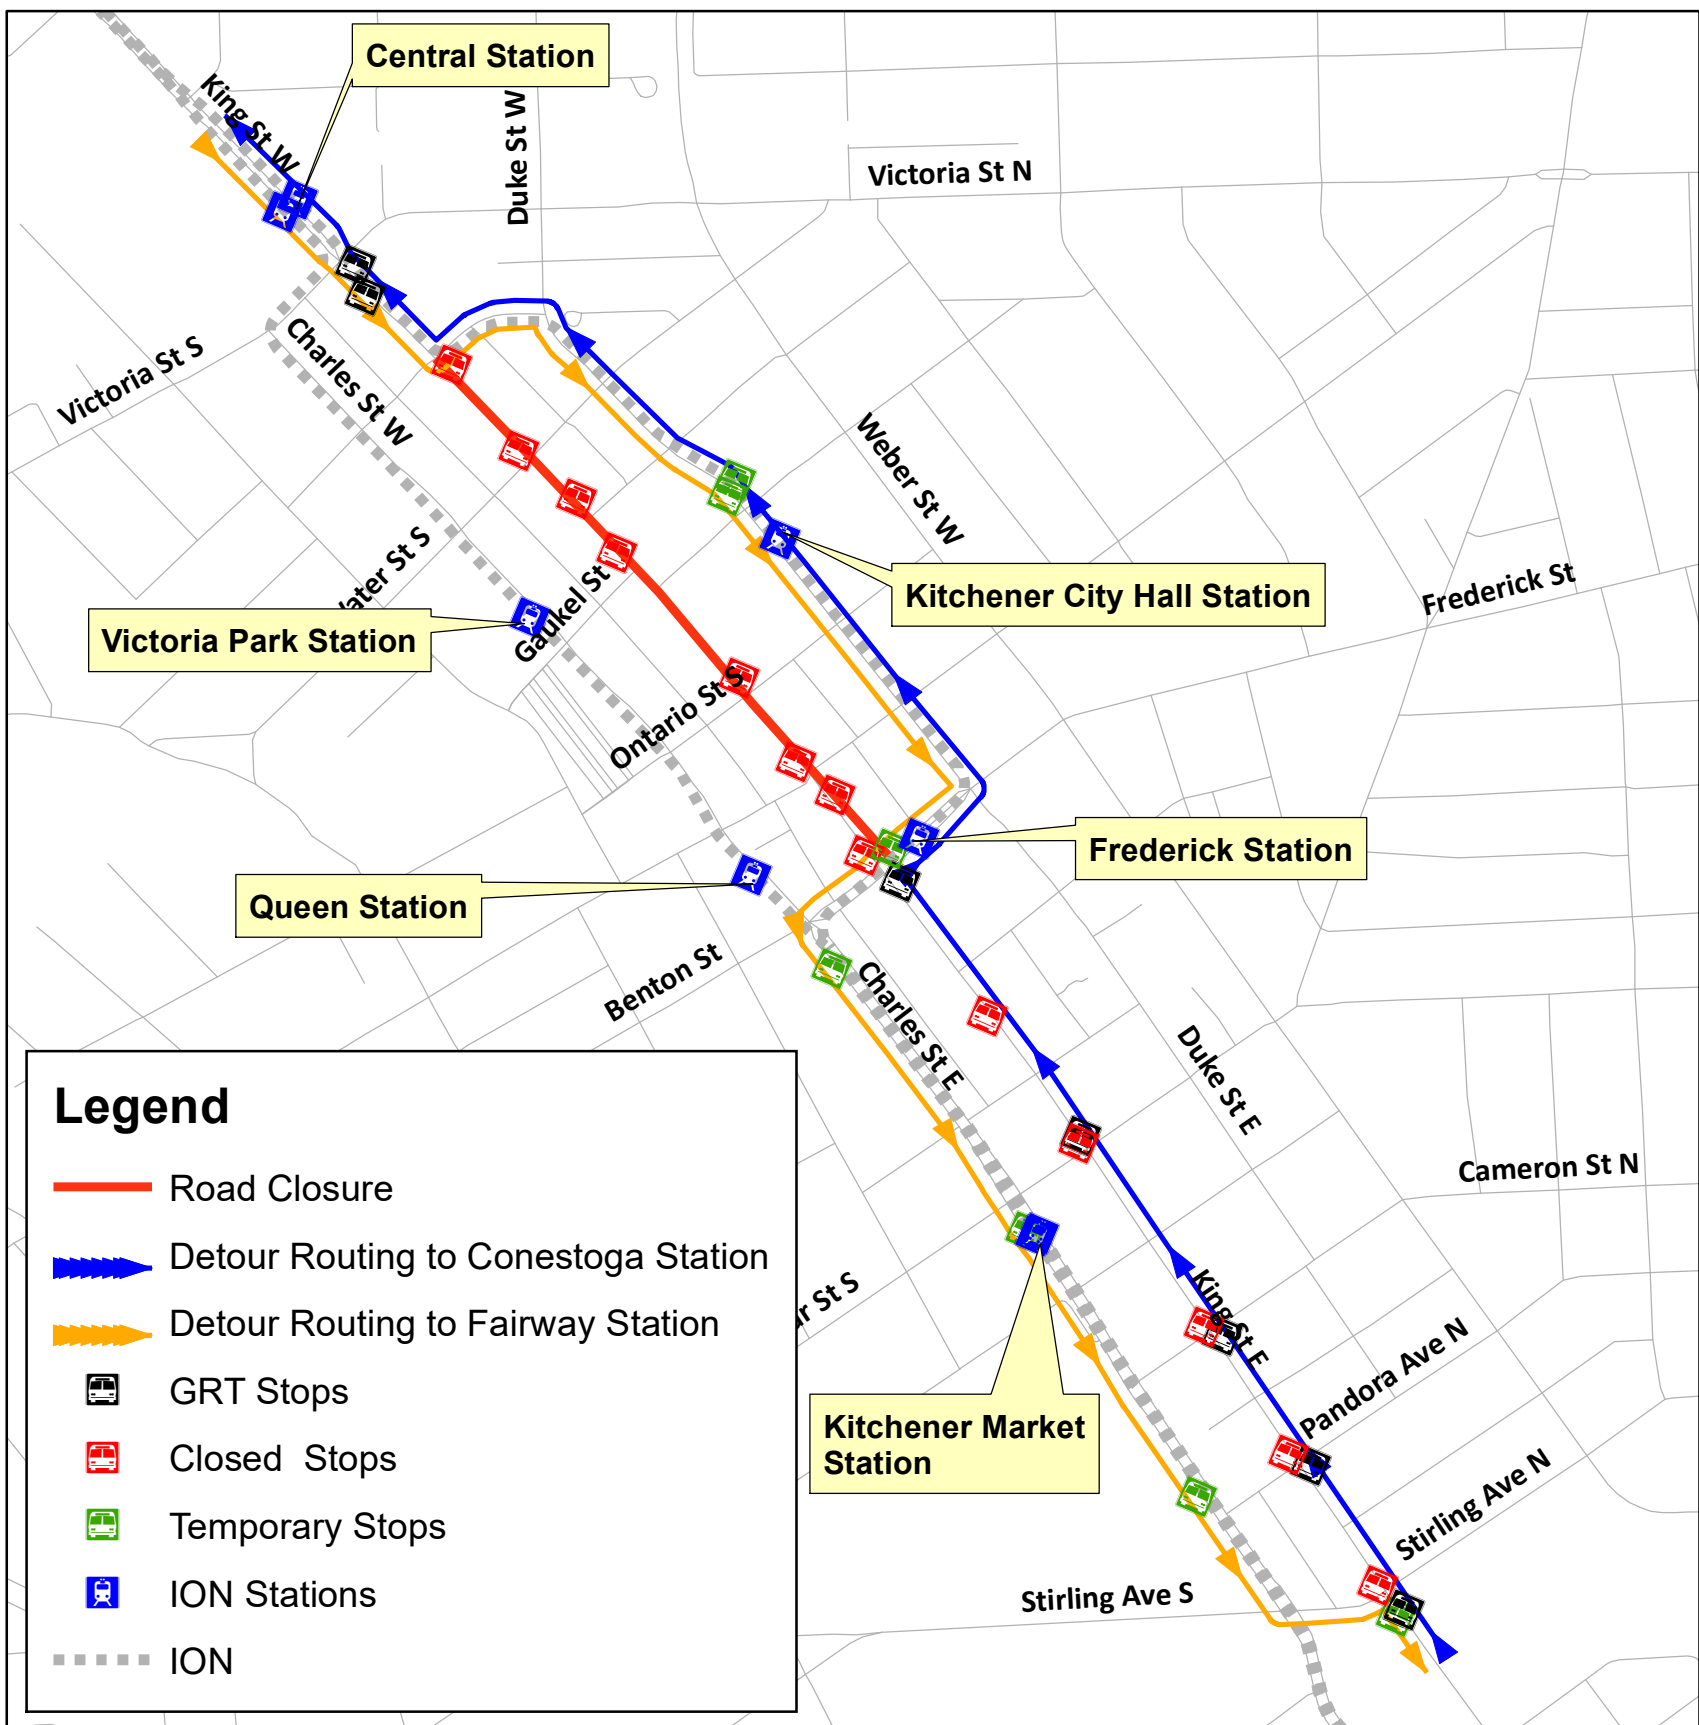 Central Station
King St W
Duke St W
Victoria St N
Charles St W
Victoria St S
Weber St W
Frederick St
Kitchener City Hall Station
Gaukel St
Victoria Park Station
Ontario St S
Frederick Station
Queen Station
Benton St
Charles St E
Duke St E
Cameron St N
King St E
Pandora Ave N
Kitchener Market
Station
Stirling Ave N
Stirling Ave S
Legend
Road Closure
Detour Routing to Conestoga Station
Detour Routing to Fairway Station
GRT Stops
Closed  Stops
Temporary Stops
ION Stations
ION